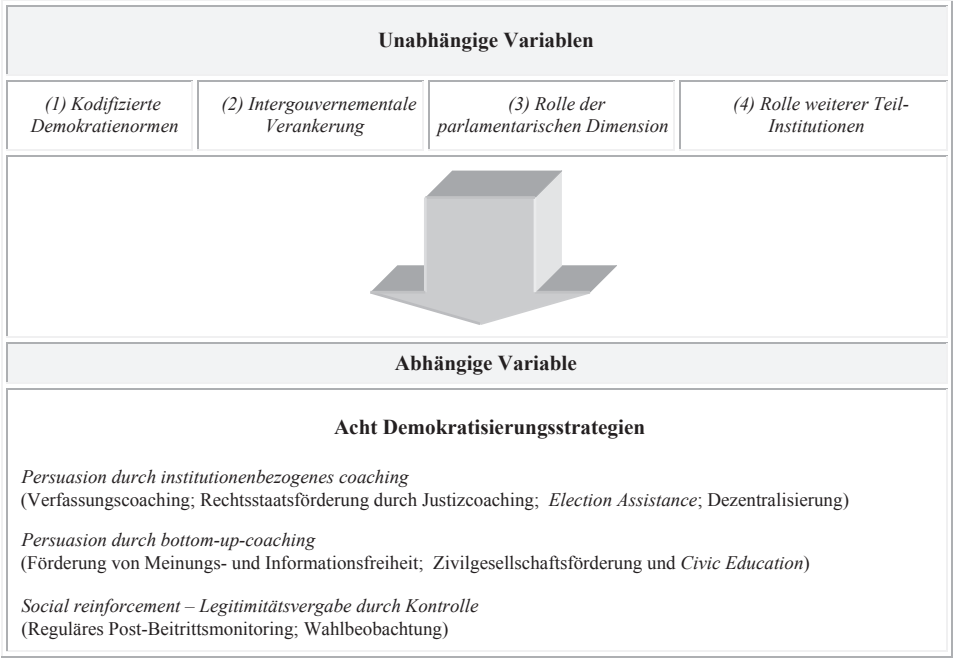 Unabhängige Variablen
(1) Kodifizierte
Demokratienormen
(2) Intergouvernementale
Verankerung
(3) Rolle der
parlamentarischen Dimension
(4) Rolle weiterer Teil-
Institutionen
Abhängige Variable
Acht Demokratisierungsstrategien
Persuasion durch institutionenbezogenes coaching
(Verfassungscoaching; Rechtsstaatsförderung durch Justizcoaching; Election Assistance; Dezentralisierung)
Persuasion durch bottom-up-coaching
(Förderung von Meinungs- und Informationsfreiheit; Zivilgesellschaftsförderung und Civic Education)
Social reinforcement – Legitimitätsvergabe durch Kontrolle
(Reguläres Post-Beitrittsmonitoring; Wahlbeobachtung)